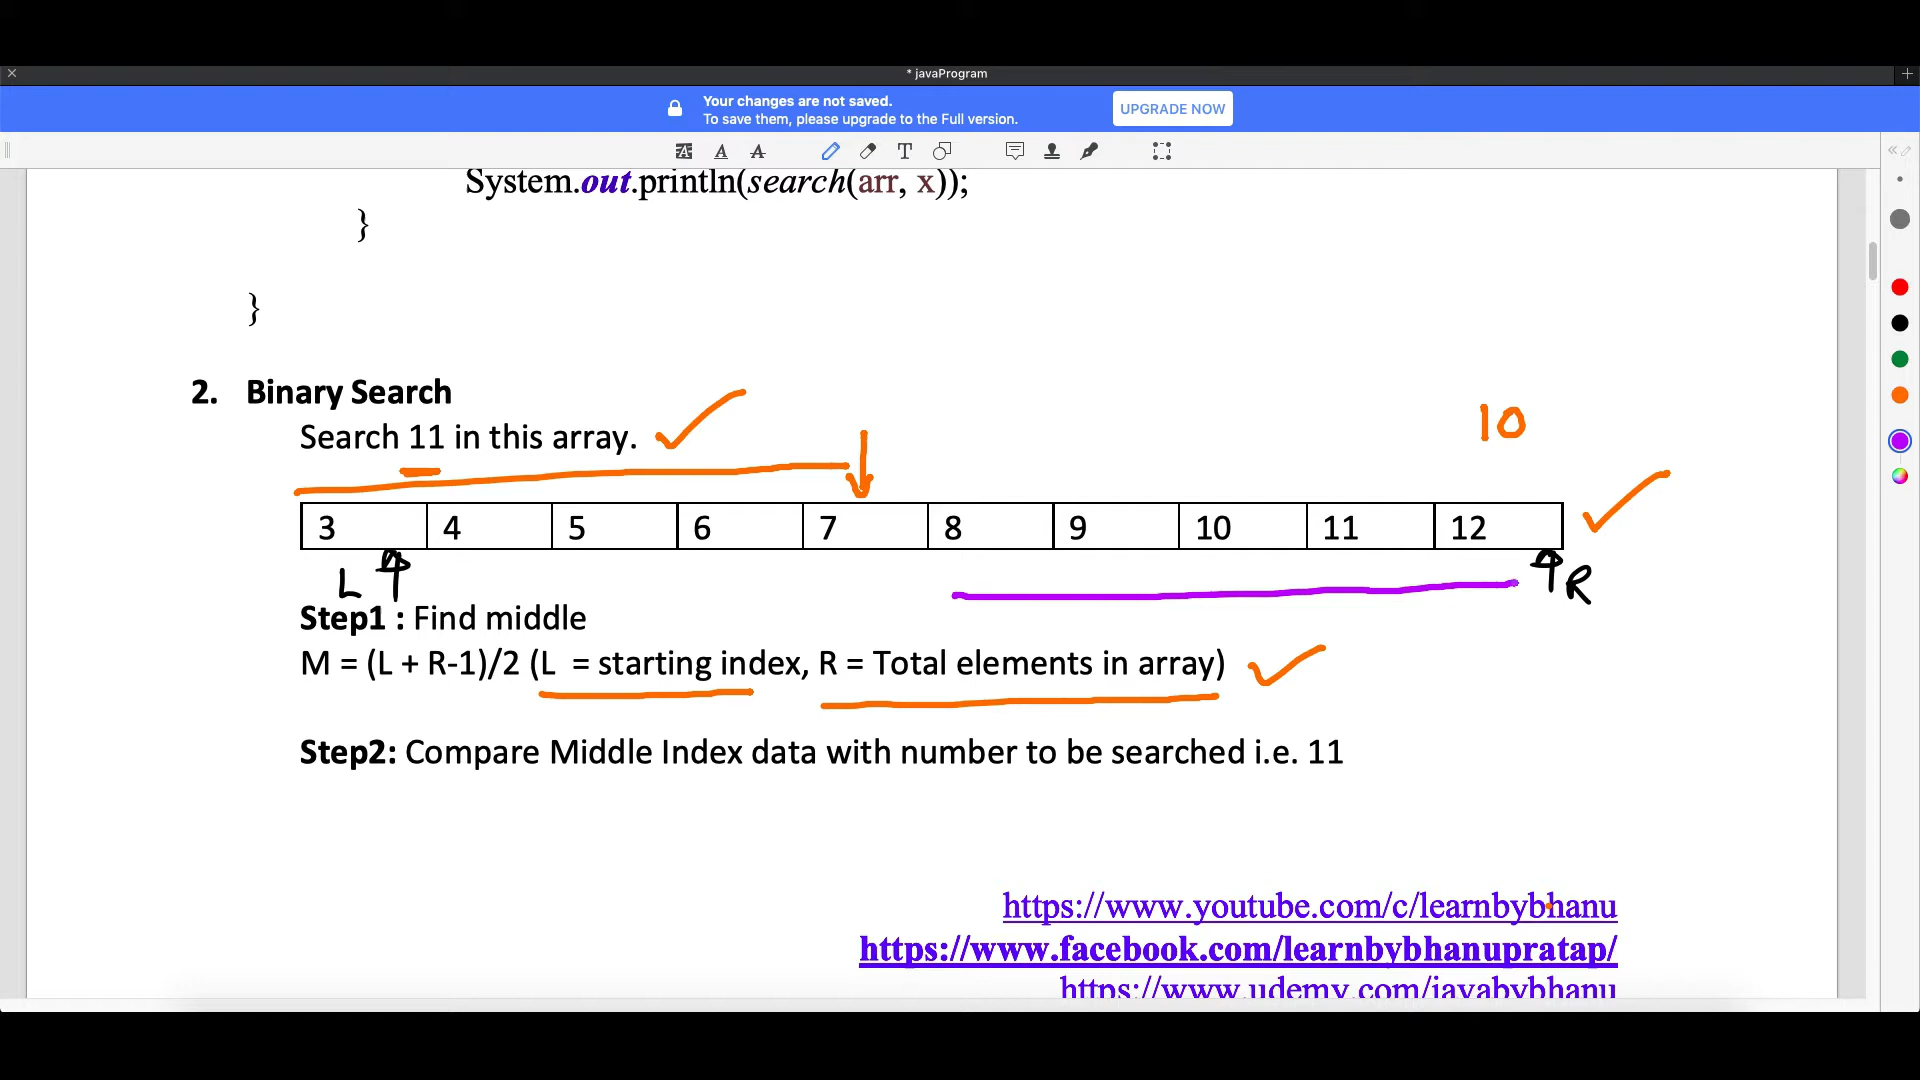 * javaProgram
Your changes are not saved.
To save them, please upgrade to the Full version.
UPGRADE NOW
System.out.println(search(arr, x));
}
}
2. Binary Search
Search 11 in this array.
10
3 4 5 6 7 8 9 10 11 12
L R
Step1 : Find middle
M = (L + R-1)/2 (L = starting index, R = Total elements in array)
Step2: Compare Middle Index data with number to be searched i.e. 11
https://www.youtube.com/c/learnbybhanu
https://www.facebook.com/learnbybhanupratap/
https://www.udemy.com/javabybhanu